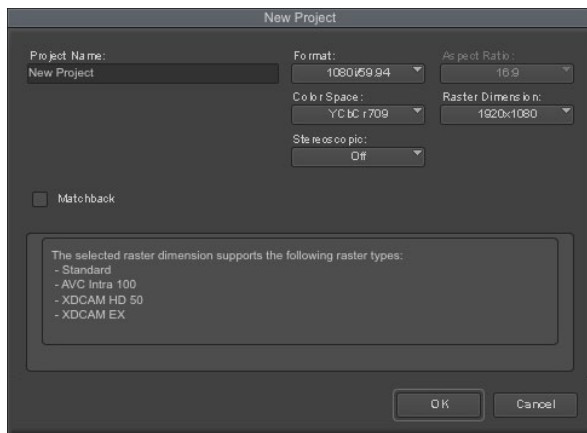 New Project
Project Name:
New Project
Format:
1080i/59.94
Aspect Ratio:
16:9
Color Space:
YCbCr709
Raster Dimension:
1920x1080
Stereoscopic:
Off
Matchback
The selected raster dimension supports the following raster types:
- Standard
- AVC Intra 100
- XDCAM HD 50
- XDCAM EX
OK
Cancel